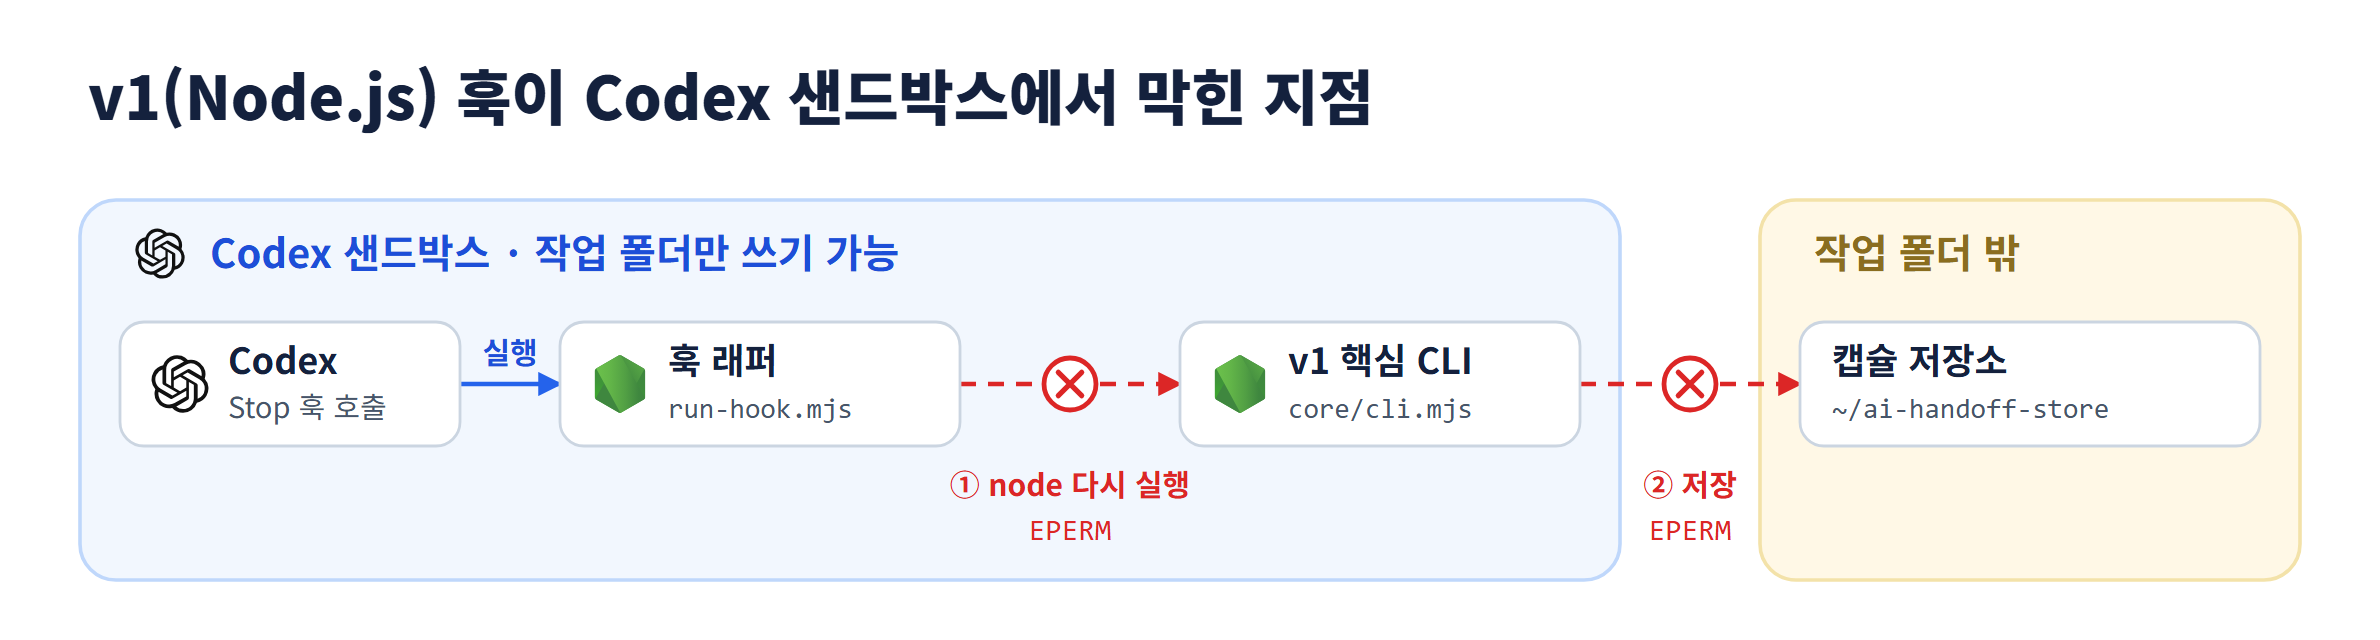 v1(Node.js) 훅이 Codex 샌드박스에서 막힌 지점
Codex 샌드박스 · 작업 폴더만 쓰기 가능
작업 폴더 밖
Codex
Stop 훅 호출
실행
훅 래퍼
run-hook.mjs
v1 핵심 CLI
core/cli.mjs
캡슐 저장소
~/ai-handoff-store
① node 다시 실행
EPERM
② 저장
EPERM